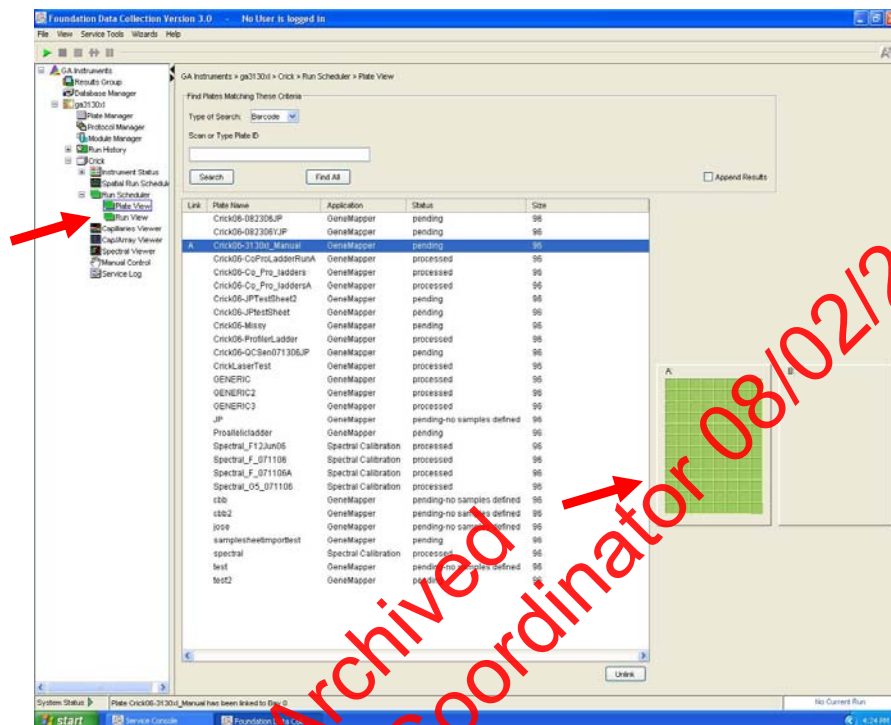 Foundation Data Collection Version 3.0 - No User is logged in
File View Service Tools Wizards Help
GA Instruments
Results Group
Database Manager
ga3130xl
Plate Manager
Protocol Manager
Module Manager
Run History
Crick
Instrument Status
Spatial Run Schedule
Run Scheduler
Plate View
Run View
Capillaries Viewer
Cap/Array Viewer
Spectral Viewer
Manual Control
Service Log
GA Instruments > ga3130xl > Crick > Run Scheduler > Plate View
Find Plates Matching These Criteria
Type of Search: Barcode
Scan or Type Plate ID
Search Find All Append Results
Link Plate Name Application Status Size
Crick06-082306JP GeneMapper pending 96
Crick06-082306YJP GeneMapper pending 96
A Crick06-3130xl_Manual GeneMapper pending 96
Crick06-CoProLadderRunA GeneMapper processed 96
Crick06-Co_Pro_ladders GeneMapper processed 96
Crick06-Co_Pro_laddersA GeneMapper processed 96
Crick06-JPTestSheet2 GeneMapper pending 96
Crick06-JPtestSheet GeneMapper pending 96
Crick06-Missy GeneMapper pending 96
Crick06-ProfilerLadder GeneMapper processed 96
Crick06-QCSen071306JP GeneMapper pending 96
CrickLaserTest GeneMapper processed 96
GENERIC GeneMapper processed 96
GENERIC2 GeneMapper processed 96
GENERIC3 GeneMapper processed 96
JP GeneMapper pending-no samples defined 96
Proallelicladder GeneMapper pending 96
Spectral_F12Jun06 Spectral Calibration processed 96
Spectral_F_071106 Spectral Calibration processed 96
Spectral_F_071106A Spectral Calibration processed 96
Spectral_G5_071106 Spectral Calibration processed 96
cbb GeneMapper pending-no samples defined 96
cbb2 GeneMapper pending-no samples defined 96
jose GeneMapper pending-no samples defined 96
samplesheetimporttest GeneMapper pending 96
spectral Spectral Calibration processed 96
test GeneMapper pending-no samples defined 96
test2 GeneMapper pending 96
A: B:
Unlink
System Status Plate Crick06-3130xl_Manual has been linked to Bay 0 No Current Run
start Service Console Foundation Data Co 4:24 PM
Archived
Coordinator 08/02/2